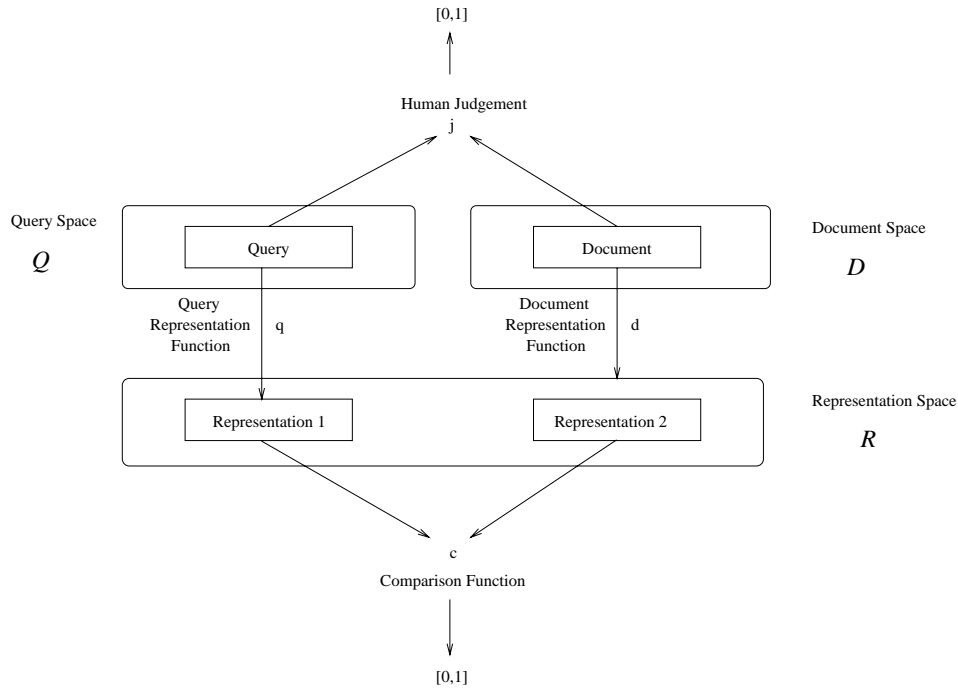 [0,1]
Human Judgement
j
Query Space
Q
Query
Document
Document Space
D
Query
Representation
Function
q
Document
Representation
Function
d
Representation 1
Representation 2
Representation Space
R
c
Comparison Function
[0,1]